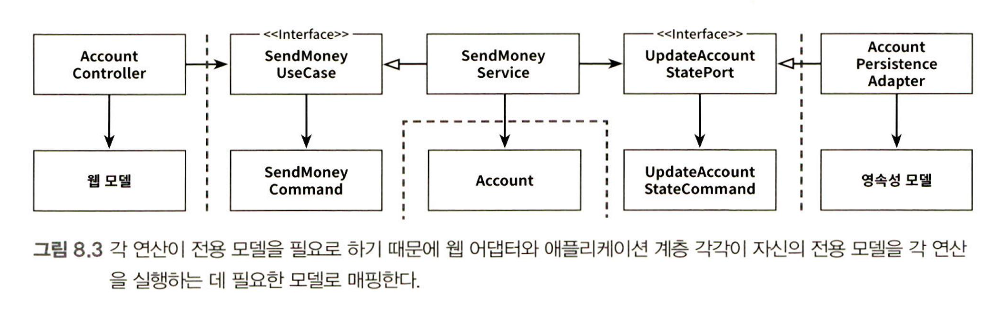 Account
Controller
<<Interface>>
SendMoney
UseCase
SendMoney
Service
<<Interface>>
UpdateAccount
StatePort
Account
Persistence
Adapter
웹 모델
SendMoney
Command
Account
UpdateAccount
StateCommand
영속성 모델
그림 8.3 각 연산이 전용 모델을 필요로 하기 때문에 웹 어댑터와 애플리케이션 계층 각각이 자신의 전용 모델을 각 연산
을 실행하는 데 필요한 모델로 매핑한다.